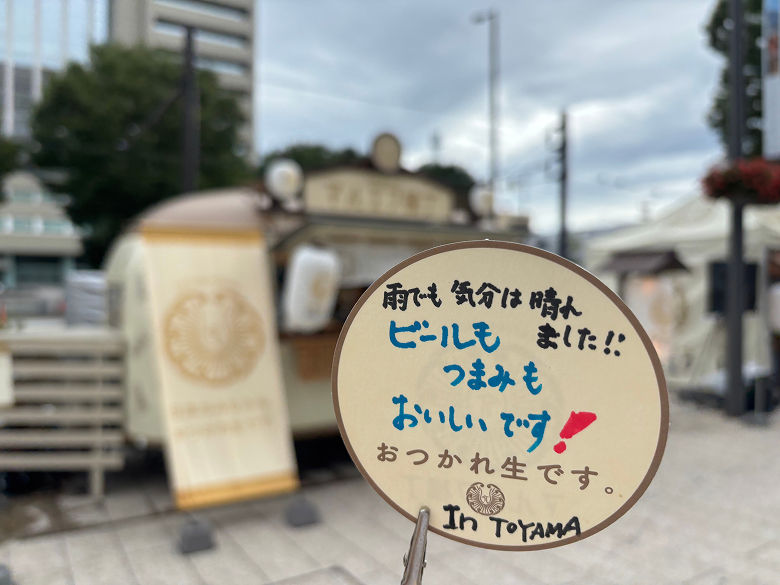 雨でも 気分は 晴れ
ました!!
ビールも
つまみも
おいしいです!
おつかれ生です。
In TOYAMA